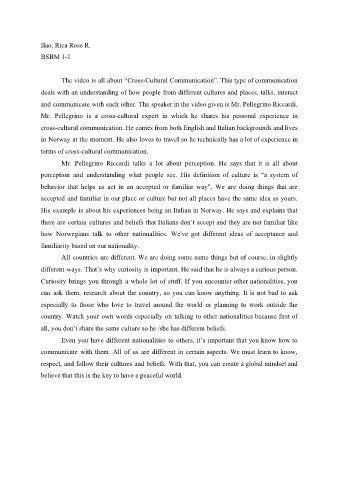 Ilao, Rica Rose R.
BSBM 1-1
The video is all about “Cross-Cultural Communication”. This type of communication
deals with an understanding of how people from different cultures and places, talks, interact
and communicate with each other. The speaker in the video given is Mr. Pellegrino Riccardi.
Mr. Pellegrino is a cross-cultural expert in which he shares his personal experience in
cross-cultural communication. He comes from both English and Italian backgrounds and lives
in Norway at the moment. He also loves to travel so he technically has a lot of experience in
terms of cross-cultural communication.
Mr. Pellegrino Riccardi talks a lot about perception. He says that it is all about
perception and understanding what people see. His definition of culture is “a system of
behavior that helps us act in an accepted or familiar way". We are doing things that are
accepted and familiar in our place or culture but not all places have the same idea as yours.
His example is about his experiences being an Italian in Norway. He says and explains that
there are certain cultures and beliefs that Italians don’t accept and they are not familiar like
how Norwegians talk to other nationalities. We've got different ideas of acceptance and
familiarity based on our nationality.
All countries are different. We are doing some same things but of course, in slightly
different ways. That’s why curiosity is important. He said that he is always a curious person.
Curiosity brings you through a whole lot of stuff. If you encounter other nationalities, you
can ask them, research about the country, so you can know anything. It is not bad to ask
especially to those who love to travel around the world or planning to work outside the
country. Watch your own words especially on talking to other nationalities because first of
all, you don’t share the same culture so he /she has different beliefs.
Even you have different nationalities to others, it’s important that you know how to
communicate with them. All of us are different in certain aspects. We must learn to know,
respect, and follow their cultures and beliefs. With that, you can create a global mindset and
believe that this is the key to have a peaceful world.